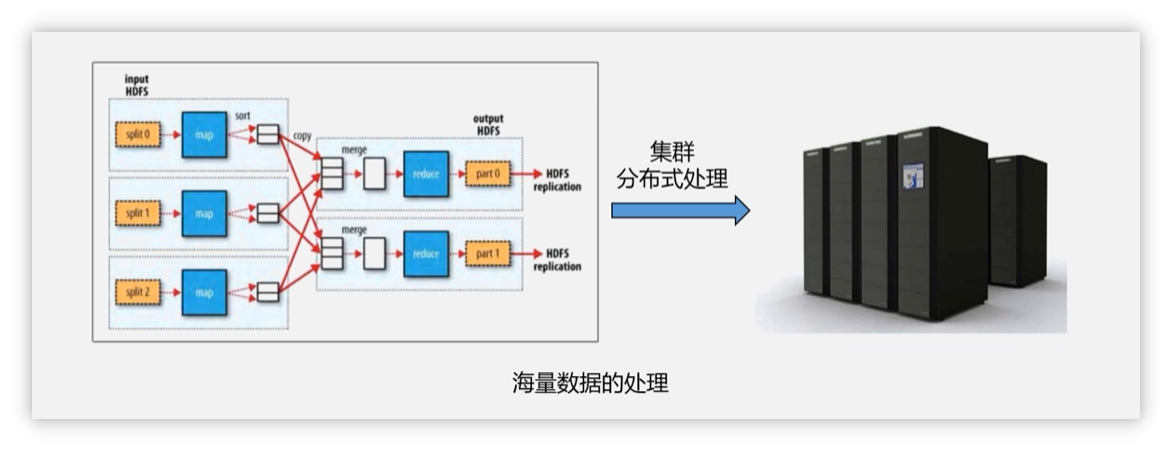 input
HDFS
split 0
map
sort
copy
split 1
map
split 2
map
output
HDFS
merge
reduce
part 0
HDFS
replication
merge
reduce
part 1
HDFS
replication
集群
分布式处理
海量数据的处理